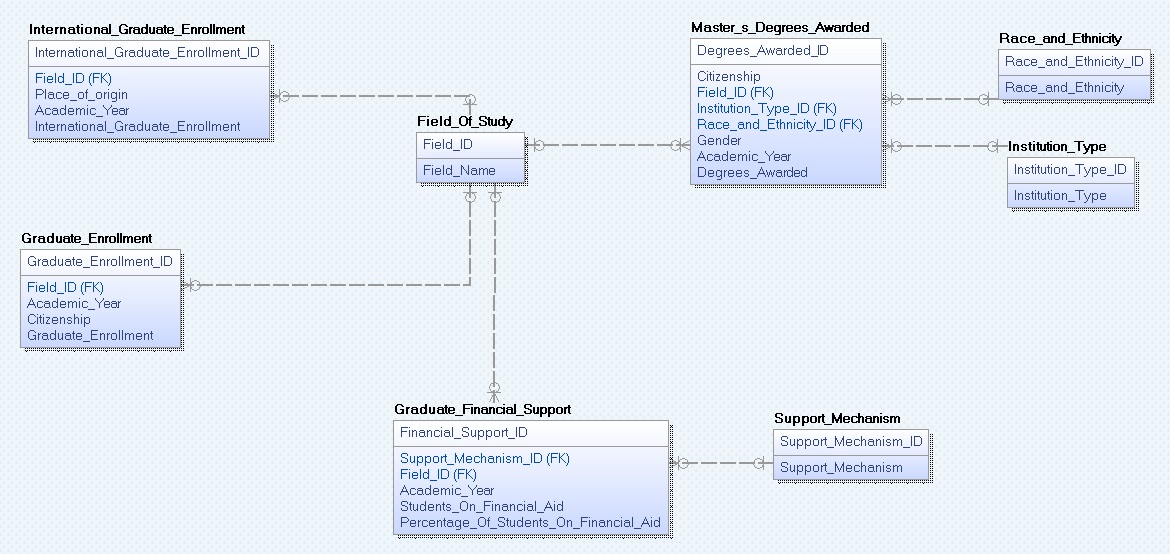 International_Graduate_Enrollment
International_Graduate_Enrollment_ID
Field_ID (FK)
Place_of_origin
Academic_Year
International_Graduate_Enrollment
Master_s_Degrees_Awarded
Degrees_Awarded_ID
Citizenship
Field_ID (FK)
Institution_Type_ID (FK)
Race_and_Ethnicity_ID (FK)
Gender
Academic_Year
Degrees_Awarded
Race_and_Ethnicity
Race_and_Ethnicity_ID
Race_and_Ethnicity
Field_Of_Study
Field_ID
Field_Name
Institution_Type
Institution_Type_ID
Institution_Type
Graduate_Enrollment
Graduate_Enrollment_ID
Field_ID (FK)
Academic_Year
Citizenship
Graduate_Enrollment
Graduate_Financial_Support
Financial_Support_ID
Support_Mechanism_ID (FK)
Field_ID (FK)
Academic_Year
Students_On_Financial_Aid
Percentage_Of_Students_On_Financial_Aid
Support_Mechanism
Support_Mechanism_ID
Support_Mechanism